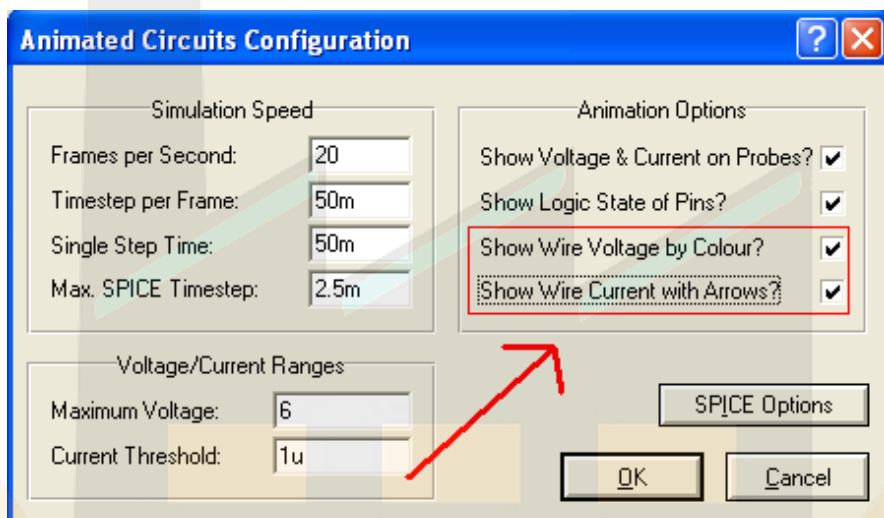 Animated Circuits Configuration
Simulation Speed
Frames per Second: 20
Timestep per Frame: 50m
Single Step Time: 50m
Max. SPICE Timestep: 2.5m
Voltage/Current Ranges
Maximum Voltage: 6
Current Threshold: 1u
Animation Options
Show Voltage & Current on Probes?
Show Logic State of Pins?
Show Wire Voltage by Colour?
Show Wire Current with Arrows?
SPICE Options
OK
Cancel